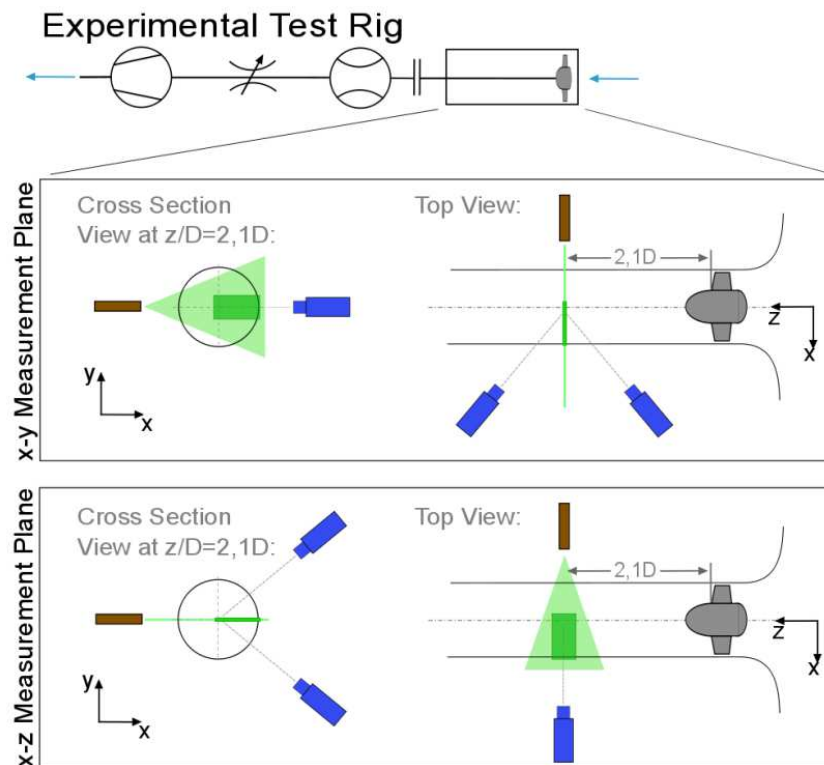 Experimental Test Rig
x-y Measurement Plane
Cross Section
View at z/D=2,1D:
y
x
Top View:
2,1D
z
x
x-z Measurement Plane
Cross Section
View at z/D=2,1D:
y
x
Top View:
2,1D
z
x